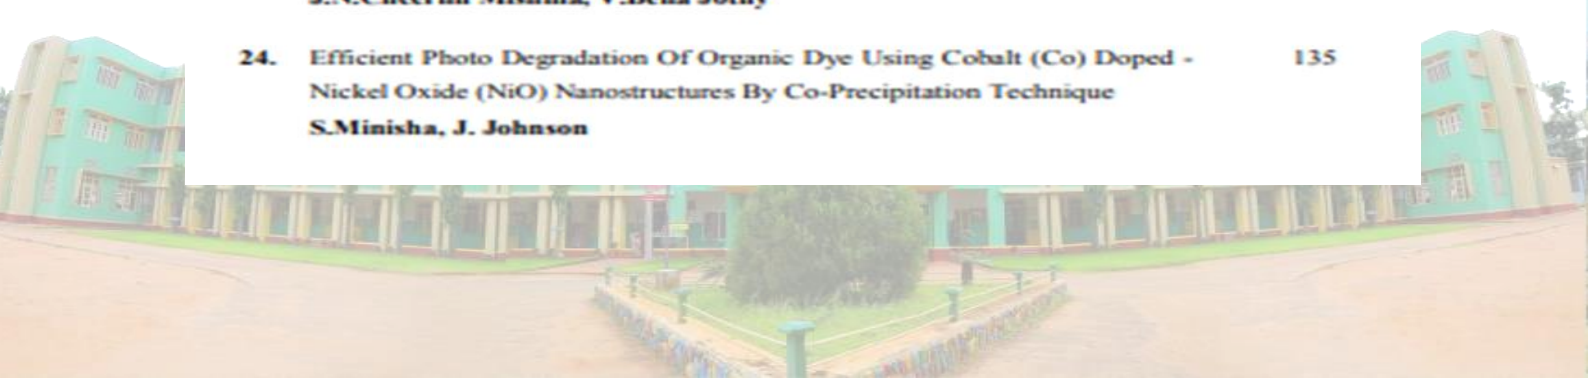 24. Efficient Photo Degradation Of Organic Dye Using Cobalt (Co) Doped - 135
Nickel Oxide (NiO) Nanostructures By Co-Precipitation Technique
S.Minisha, J. Johnson